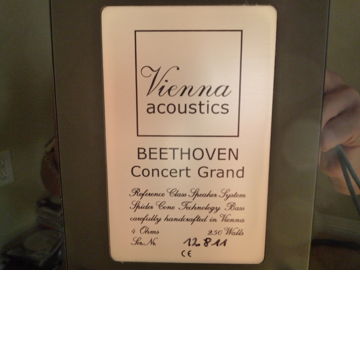 Vienna
acoustics
BEETHOVEN
Concert Grand
Reference Class Speaker System
Spider Cone Technology Bass
carefully handcrafted in Vienna
4 Ohms 250 Watts
Ser. Nr. 12.811
CE